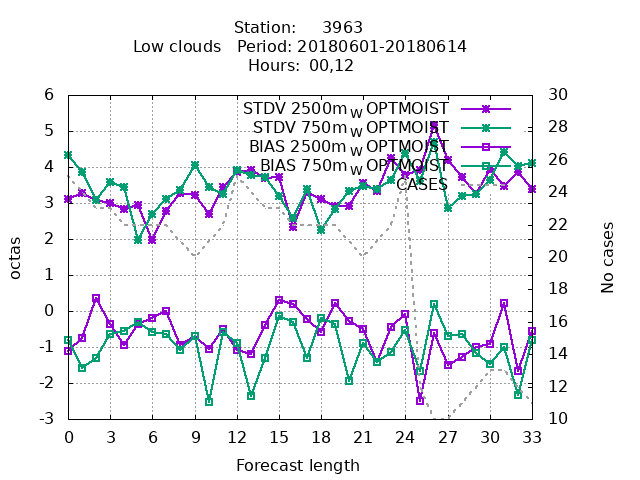 Station: 3963
Low clouds Period: 20180601-20180614
Hours: 00,12
STDV 2500m_W OPTMOIST
STDV 750m_W OPTMOIST
BIAS 2500m_W OPTMOIST
BIAS 750m_W OPTMOIST
CASES
octas
6
5
4
3
2
1
0
-1
-2
-3
No cases
30
28
26
24
22
20
18
16
14
12
10
0 3 6 9 12 15 18 21 24 27 30 33
Forecast length